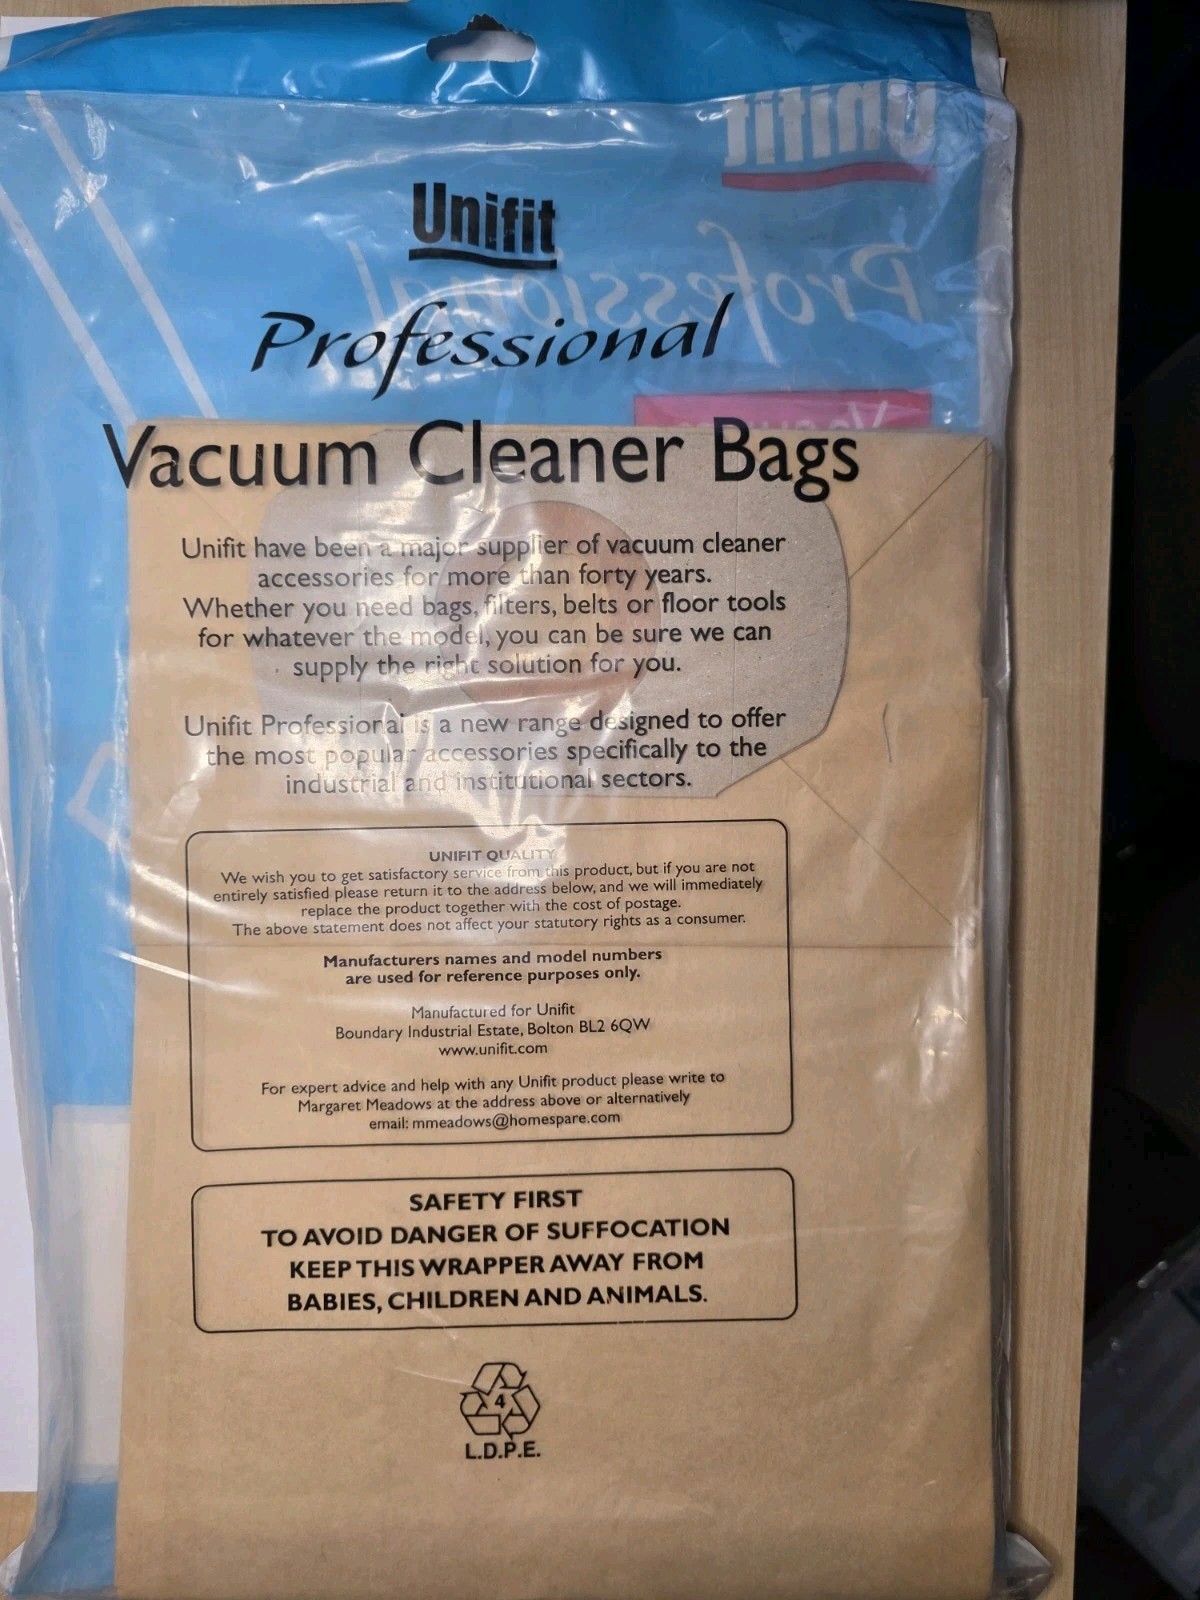 Unifit
Unifit
Professional
Professional
Vacuum
Vacuum Cleaner Bags
Unifit have been a major supplier of vacuum cleaner
accessories for more than forty years.
Whether you need bags, filters, belts or floor tools
for whatever the model, you can be sure we can
supply the right solution for you.
Unifit Professional is a new range designed to offer
the most popular accessories specifically to the
industrial and institutional sectors.
UNIFIT QUALITY
We wish you to get satisfactory service from this product, but if you are not
entirely satisfied please return it to the address below, and we will immediately
replace the product together with the cost of postage.
The above statement does not affect your statutory rights as a consumer.
Manufacturers names and model numbers
are used for reference purposes only.
Manufactured for Unifit
Boundary Industrial Estate, Bolton BL2 6QW
www.unifit.com
For expert advice and help with any Unifit product please write to
Margaret Meadows at the address above or alternatively
email: mmeadows@homespare.com
SAFETY FIRST
TO AVOID DANGER OF SUFFOCATION
KEEP THIS WRAPPER AWAY FROM
BABIES, CHILDREN AND ANIMALS.
4
L.D.P.E.